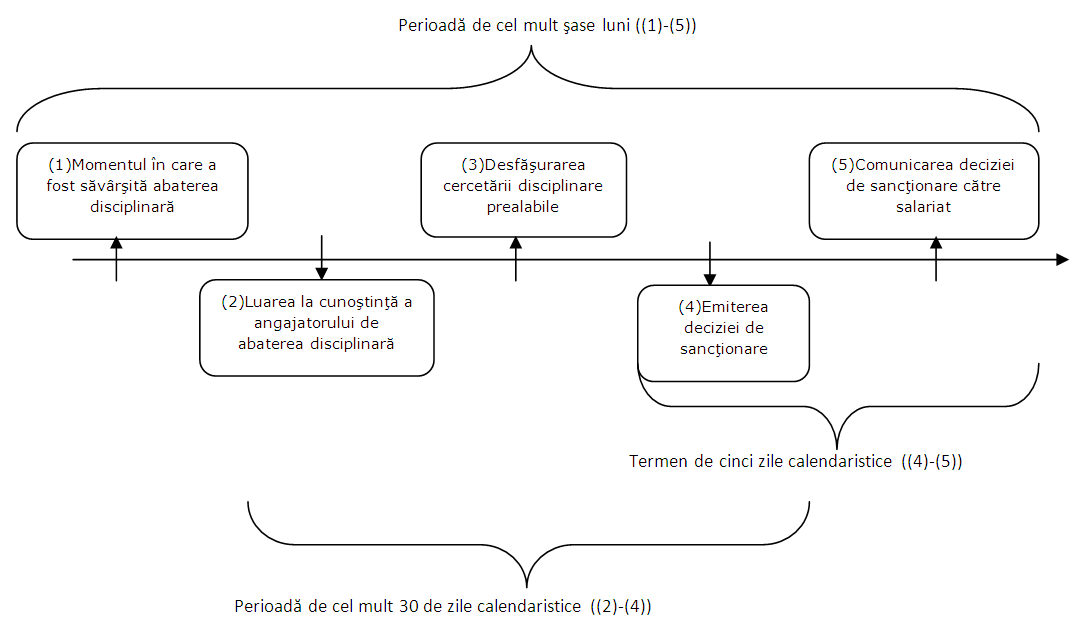 Perioadă de cel mult şase luni ((1)-(5))
(1)Momentul în care a
fost săvârşită abaterea
disciplinară
(3)Desfăşurarea
cercetării disciplinare
prealabile
(5)Comunicarea deciziei
de sancţionare către
salariat
(2)Luarea la cunoştinţă a
angajatorului de
abaterea disciplinară
(4)Emiterea
deciziei de
sancţionare
Termen de cinci zile calendaristice ((4)-(5))
Perioadă de cel mult 30 de zile calendaristice ((2)-(4))